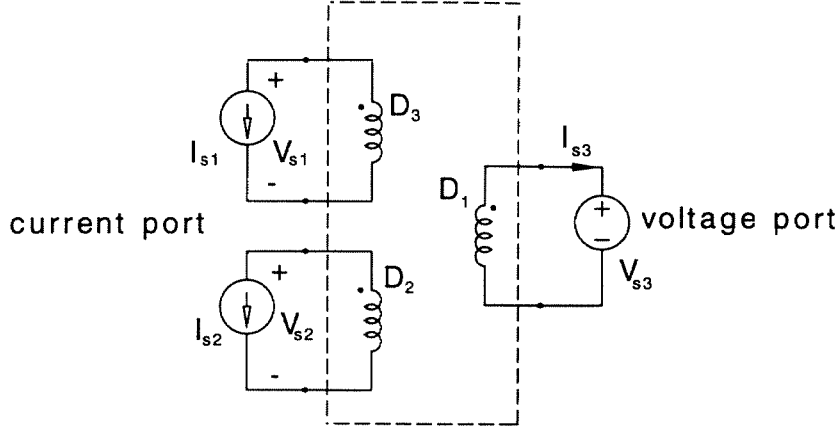 +
D₃
Iₛ₁
Vₛ₁
-
Iₛ₃
D₁
+
-
current port
voltage port
Vₛ₃
+
D₂
Iₛ₂
Vₛ₂
-